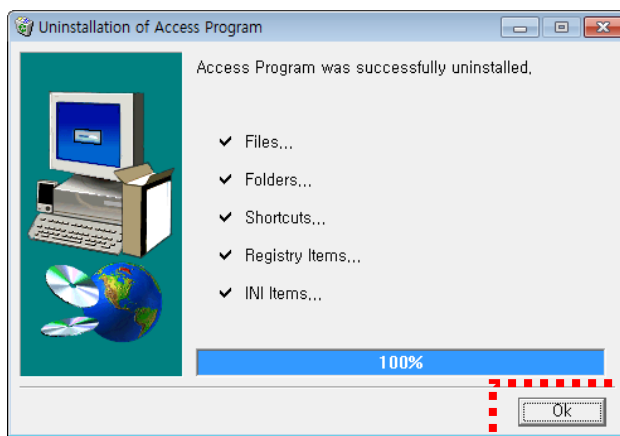 Uninstallation of Access Program
Access Program was successfully uninstalled,
Files,,,
Folders,,,
Shortcuts,,,
Registry Items,,,
INI Items,,,
100%
Ok